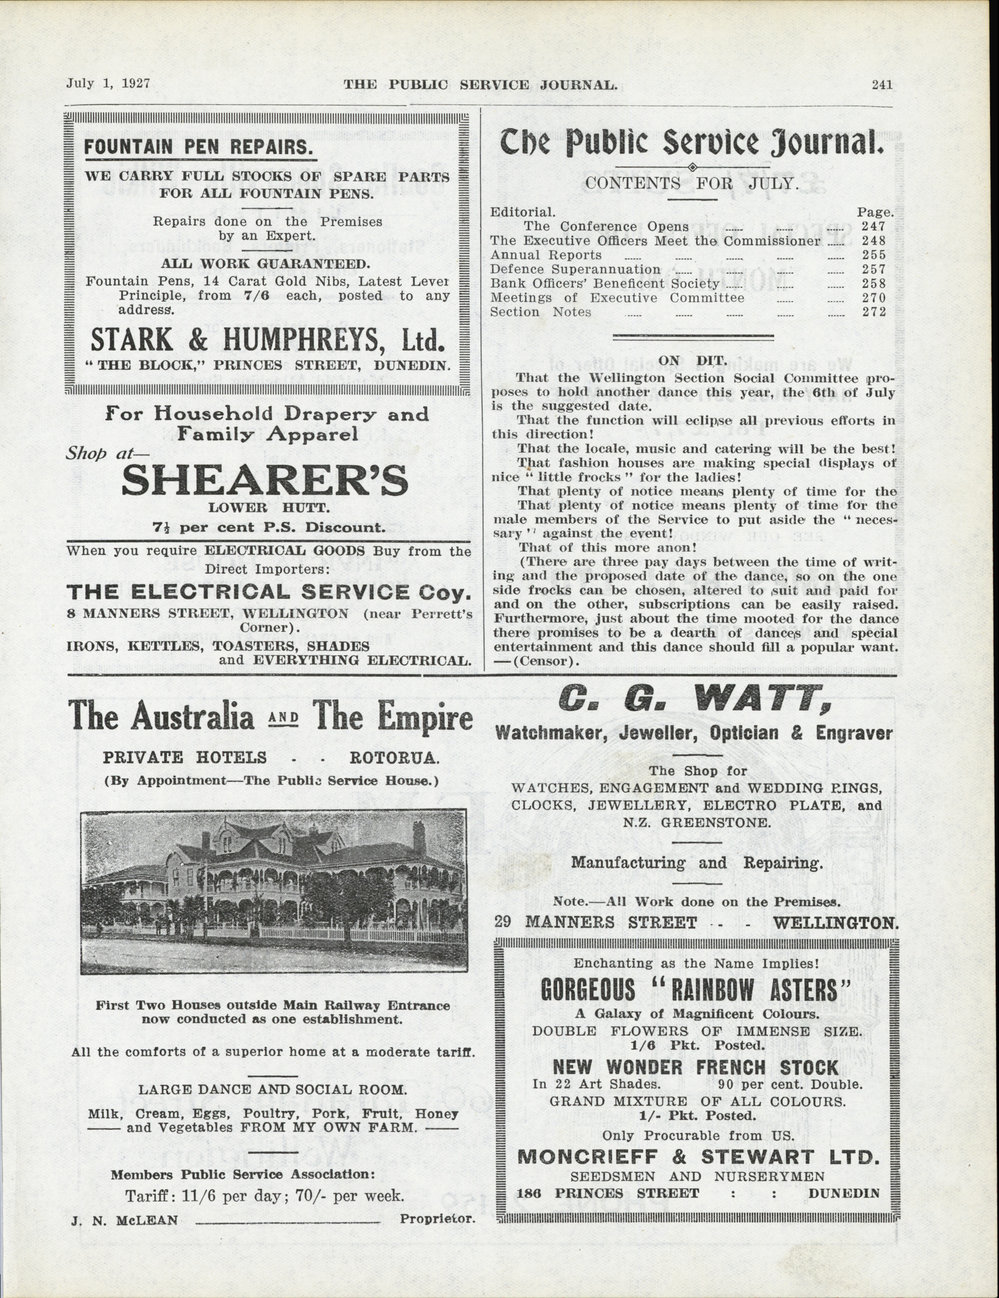 July 1, 1927 THE PUBLIC SERVICE JOURNAL. 241
FOUNTAIN PEN REPAIRS.
WE CARRY FULL STOCKS OF SPARE PARTS
FOR ALL FOUNTAIN PENS.
Repairs done on the Premises
by an Expert.
ALL WORK GUARANTEED.
Fountain Pens, 14 Carat Gold Nibs, Latest Lever
Principle, from 7/6 each, posted to any
address.
STARK & HUMPHREYS, Ltd.
"THE BLOCK," PRINCES STREET, DUNEDIN.
For Household Drapery and
Family Apparel
Shop at—
SHEARER'S
LOWER HUTT.
7½ per cent P.S. Discount.
When you require ELECTRICAL GOODS Buy from the
Direct Importers:
THE ELECTRICAL SERVICE Coy.
8 MANNERS STREET, WELLINGTON (near Perrett's
Corner).
IRONS, KETTLES, TOASTERS, SHADES
and EVERYTHING ELECTRICAL.
The Public Service Journal.
CONTENTS FOR JULY.
Editorial. Page.
The Conference Opens ..... ..... ..... 247
The Executive Officers Meet the Commissioner ..... 248
Annual Reports ..... ..... ..... ..... ..... 255
Defence Superannuation ..... ..... ..... ..... 257
Bank Officers' Beneficent Society ..... ..... ..... 258
Meetings of Executive Committee ..... ..... 270
Section Notes ..... ..... ..... ..... ..... 272
ON DIT.
That the Wellington Section Social Committee pro-
poses to hold another dance this year, the 6th of July
is the suggested date.
That the function will eclipse all previous efforts in
this direction!
That the locale, music and catering will be the best!
That fashion houses are making special displays of
nice "little frocks" for the ladies!
That plenty of notice means plenty of time for the
That plenty of notice means plenty of time for the
male members of the Service to put aside the "neces-
sary" against the event!
That of this more anon!
(There are three pay days between the time of writ-
ing and the proposed date of the dance, so on the one
side frocks can be chosen, altered to suit and paid for
and on the other, subscriptions can be easily raised.
Furthermore, just about the time mooted for the dance
there promises to be a dearth of dances and special
entertainment and this dance should fill a popular want.
—(Censor).
The Australia AND The Empire
PRIVATE HOTELS - - ROTORUA.
(By Appointment—The Public Service House.)
First Two Houses outside Main Railway Entrance
now conducted as one establishment.
All the comforts of a superior home at a moderate tariff.
LARGE DANCE AND SOCIAL ROOM.
Milk, Cream, Eggs, Poultry, Pork, Fruit, Honey
and Vegetables FROM MY OWN FARM.
Members Public Service Association:
Tariff: 11/6 per day; 70/- per week.
J. N. McLEAN Proprietor.
C. G. WATT,
Watchmaker, Jeweller, Optician & Engraver
The Shop for
WATCHES, ENGAGEMENT and WEDDING RINGS,
CLOCKS, JEWELLERY, ELECTRO PLATE, and
N.Z. GREENSTONE.
Manufacturing and Repairing.
Note.—All Work done on the Premises.
29 MANNERS STREET - - WELLINGTON.
Enchanting as the Name Implies!
GORGEOUS "RAINBOW ASTERS"
A Galaxy of Magnificent Colours.
DOUBLE FLOWERS OF IMMENSE SIZE.
1/6 Pkt. Posted.
NEW WONDER FRENCH STOCK
In 22 Art Shades. 90 per cent. Double.
GRAND MIXTURE OF ALL COLOURS.
1/- Pkt. Posted.
Only Procurable from US.
MONCRIEFF & STEWART LTD.
SEEDSMEN AND NURSERYMEN
186 PRINCES STREET : : DUNEDIN